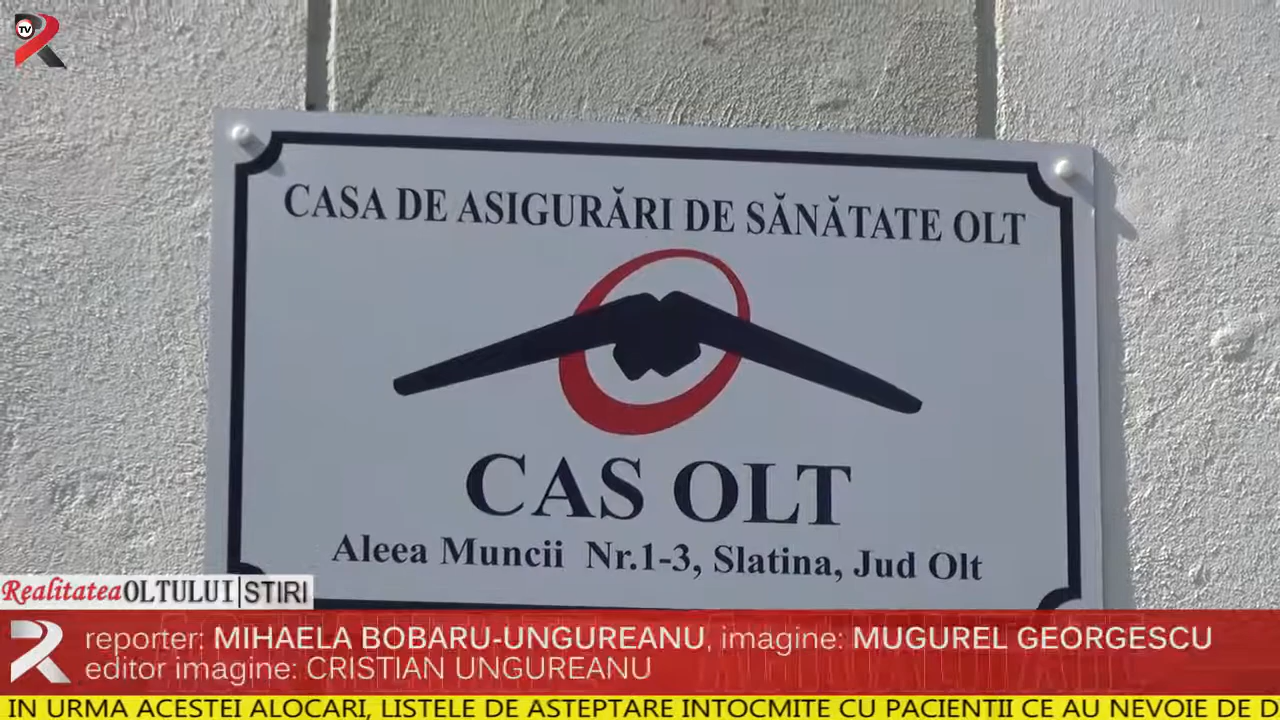 TV
CASA DE ASIGURĂRI DE SĂNĂTATE OLT
CAS OLT
Aleea Muncii Nr.1-3, Slatina, Jud Olt
RealitateaOLTULUI|STIRI
reporter: MIHAELA BOBARU-UNGUREANU, imagine: MUGUREL GEORGESCU
editor imagine: CRISTIAN UNGUREANU
IN URMA ACESTEI ALOCARI, LISTELE DE ASTEPTARE INTOCMITE CU PACIENTII CE AU NEVOIE DE D